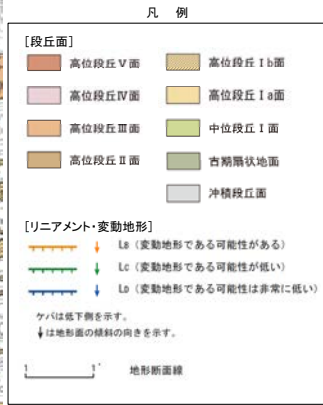 凡 例
[段丘面]
高位段丘Ⅴ面
高位段丘Ⅳ面
高位段丘Ⅲ面
高位段丘Ⅱ面
高位段丘Ⅰb面
高位段丘Ⅰa面
中位段丘Ⅰ面
古期扇状地面
沖積段丘面
[リニアメント・変動地形]
LB (変動地形である可能性がある)
LC (変動地形である可能性が低い)
LD (変動地形である可能性は非常に低い)
ケバは低下側を示す。
↓は地形面の傾斜の向きを示す。
1 1' 地形断面線